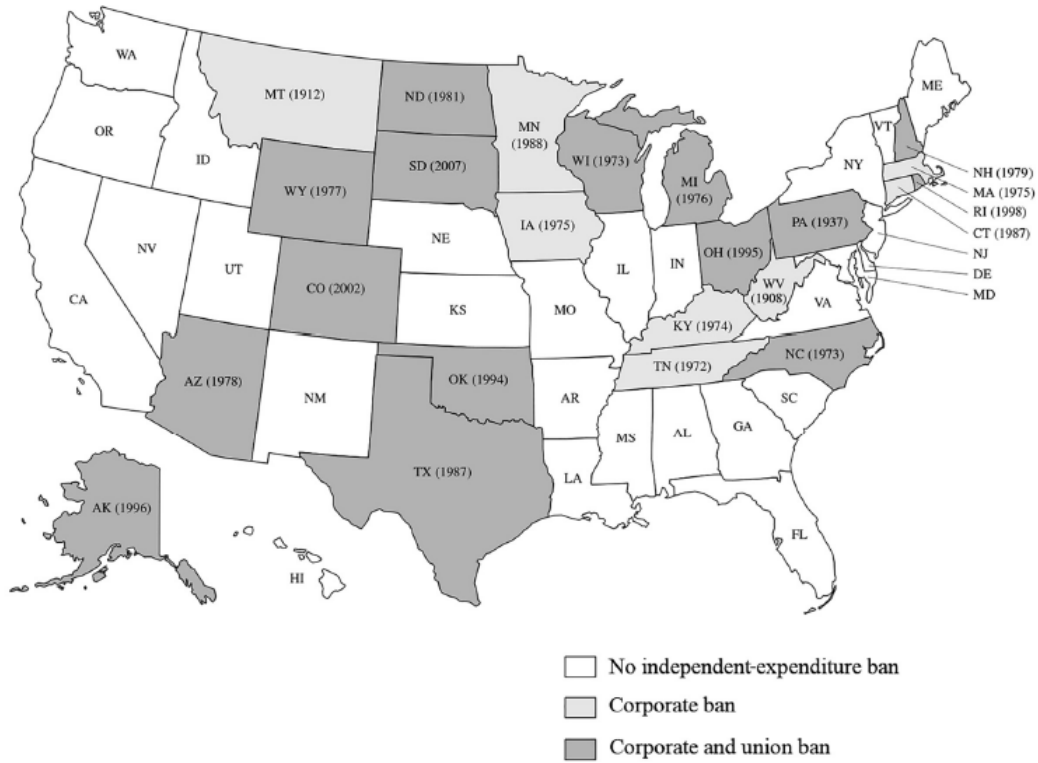 WA
MT (1912)
ND (1981)
MN
(1988)
ME
OR
ID
VT
WI (1973)
NY
SD (2007)
MI
(1976)
NH (1979)
MA (1975)
RI (1998)
CT (1987)
NJ
DE
MD
WY (1977)
IA (1975)
PA (1937)
NE
NV
UT
CO (2002)
IL
IN
OH (1995)
WV
(1908)
VA
CA
KS
MO
KY (1974)
TN (1972)
NC (1973)
AZ (1978)
NM
OK (1994)
AR
SC
MS
AL
GA
TX (1987)
LA
AK (1996)
FL
HI
No independent-expenditure ban
Corporate ban
Corporate and union ban